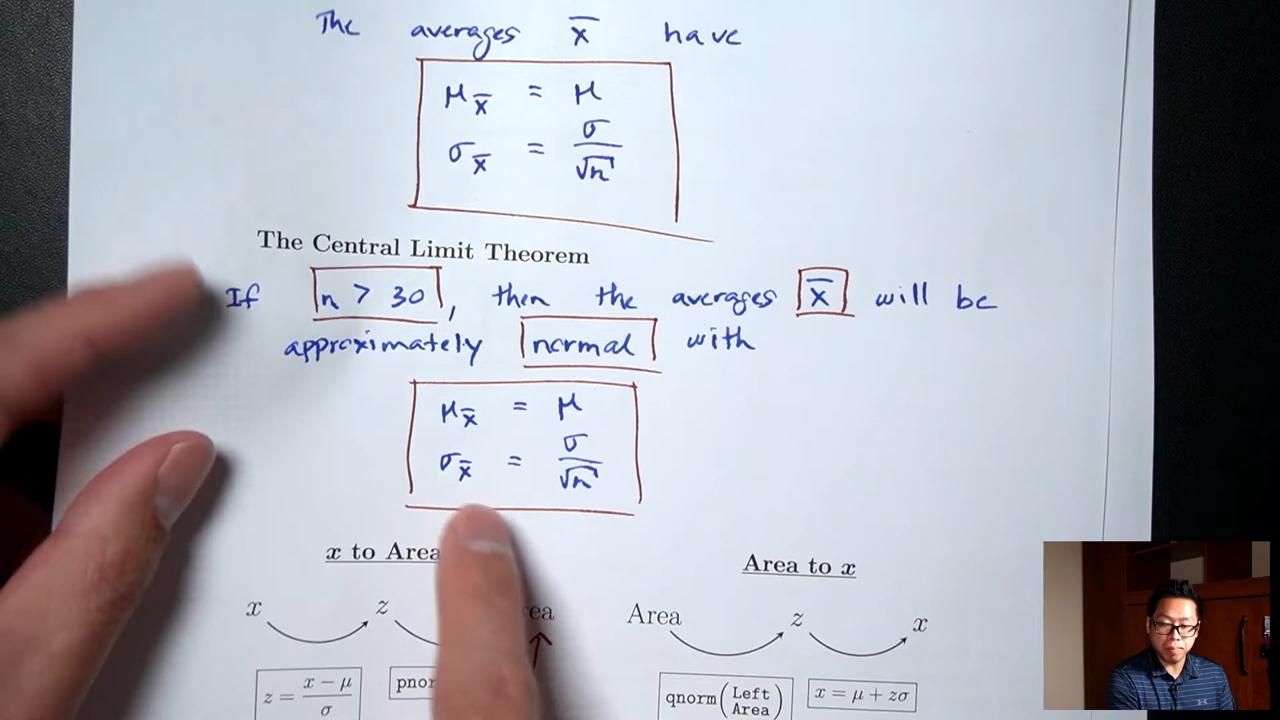 The averages x̄ have
μx̄ = μ
σx̄ = σ/√n
The Central Limit Theorem
If n > 30, then the averages x̄ will be
approximately normal with
μx̄ = μ
σx̄ = σ/√n
x to Area
Area to x
x z
Area z x
z = x − μ / σ
qnorm(Left Area)
x = μ + zσ